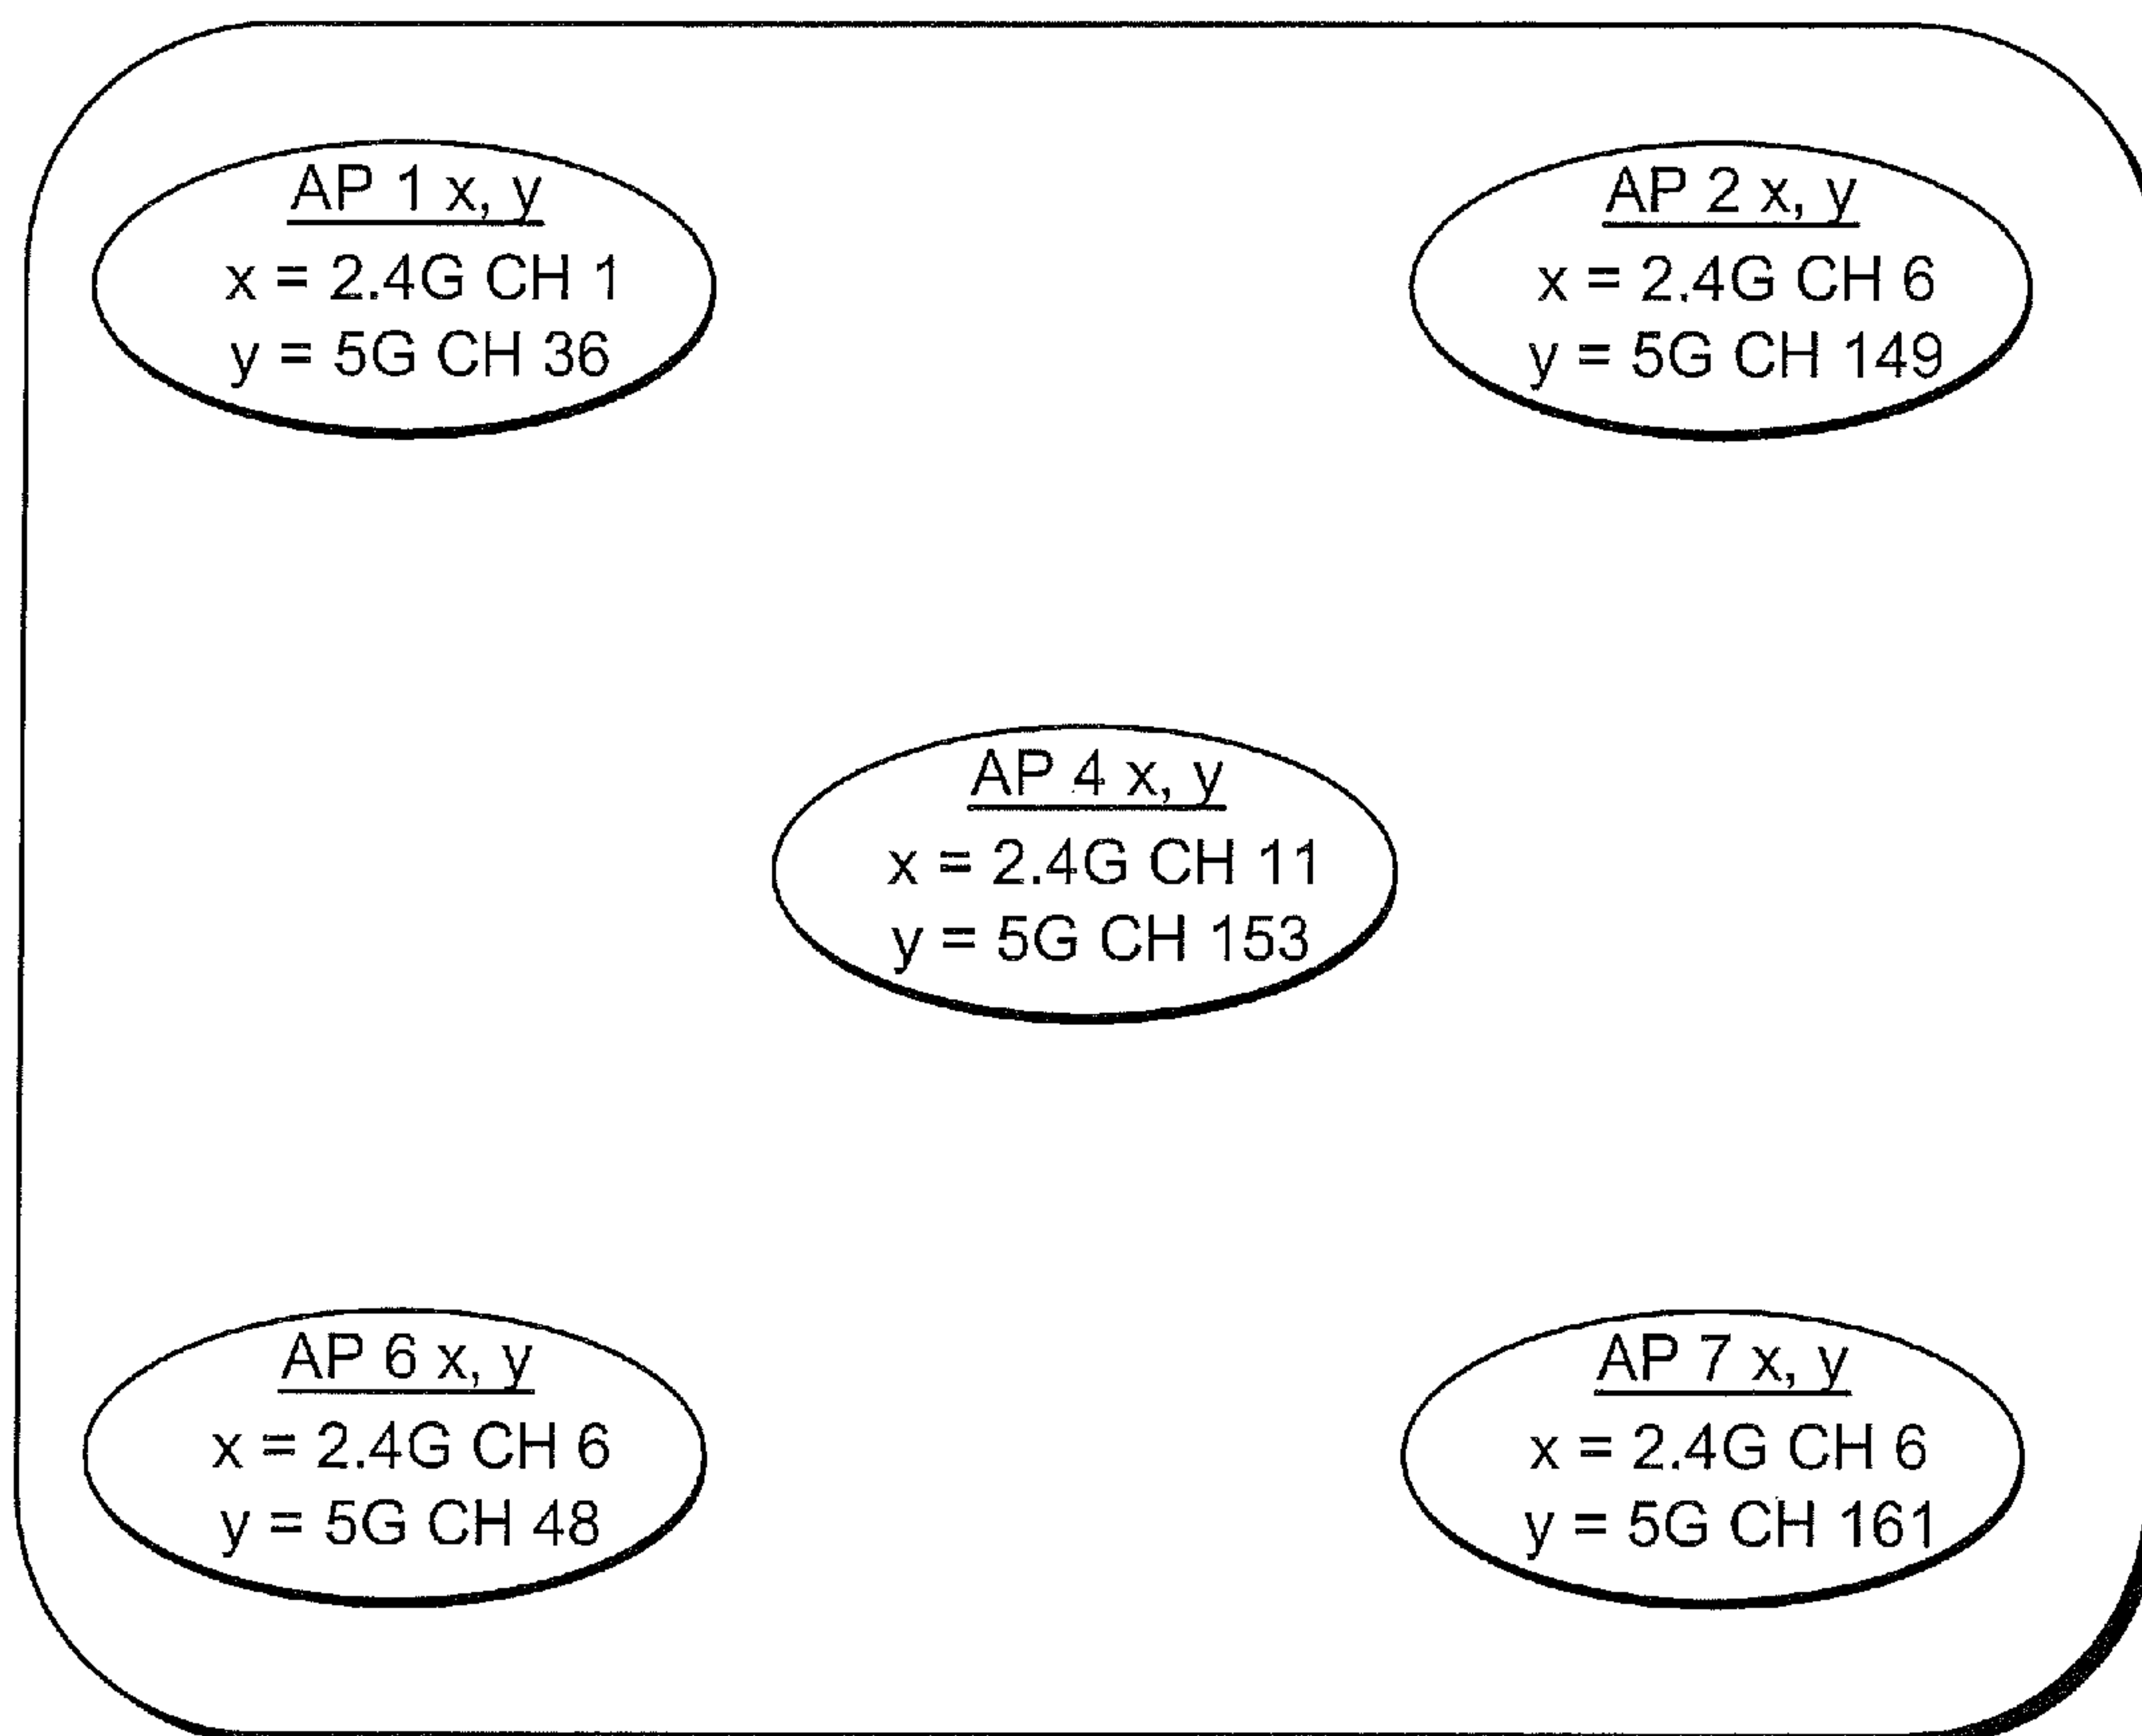 AP 1 x, y
x = 2.4G CH 1
y = 5G CH 36
AP 2 x, y
x = 2.4G CH 6
y = 5G CH 149
AP 4 x, y
x = 2.4G CH 11
y = 5G CH 153
AP 6 x, y
x = 2.4G CH 6
y = 5G CH 48
AP 7 x, y
x = 2.4G CH 6
y = 5G CH 161